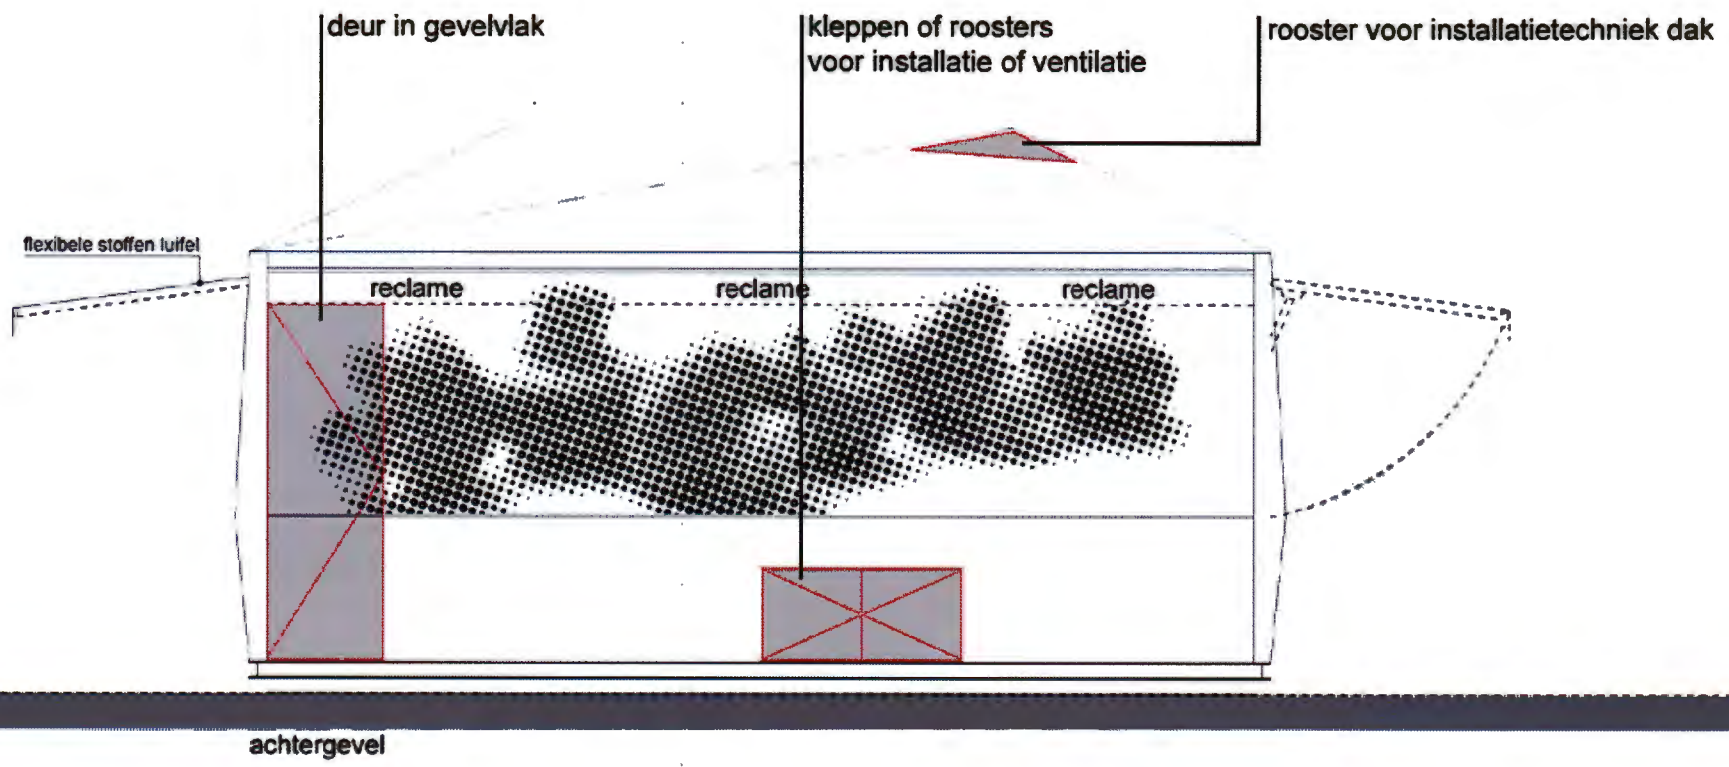 deur in gevelvlak
kleppen of roosters
voor installatie of ventilatie
rooster voor installatietechniek dak
flexibele stoffen luifel
reclame
reclame
reclame
achtergevel